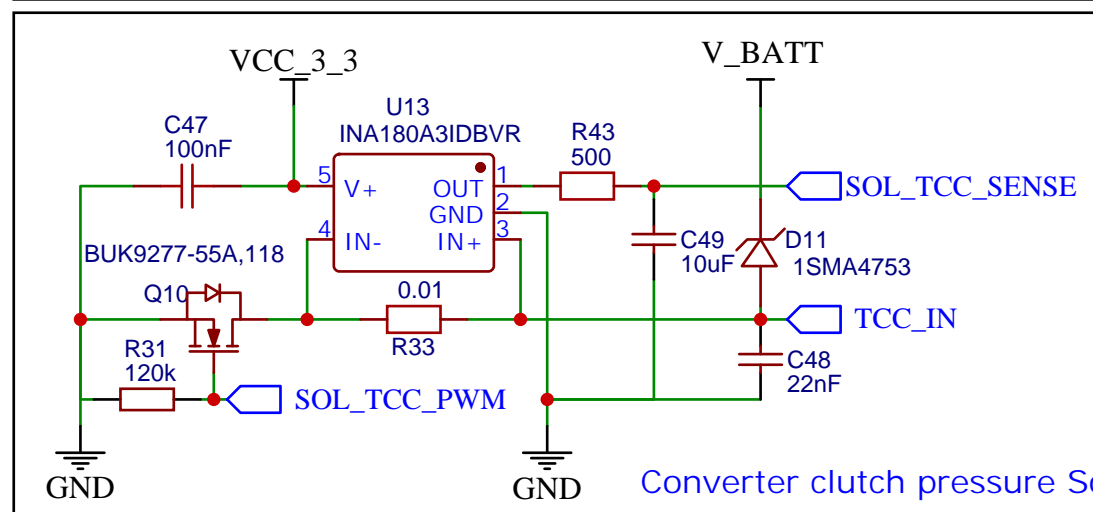 VCC_3_3
V_BATT
U13
INA180A3IDBVR
C47
100nF
R43
500
5
V+
OUT
1
GND
2
4
IN-
IN+
3
SOL_TCC_SENSE
C49
10uF
D11
1SMA4753
BUK9277-55A,118
Q10
0.01
R33
TCC_IN
R31
120k
SOL_TCC_PWM
C48
22nF
GND
GND
Converter clutch pressure So